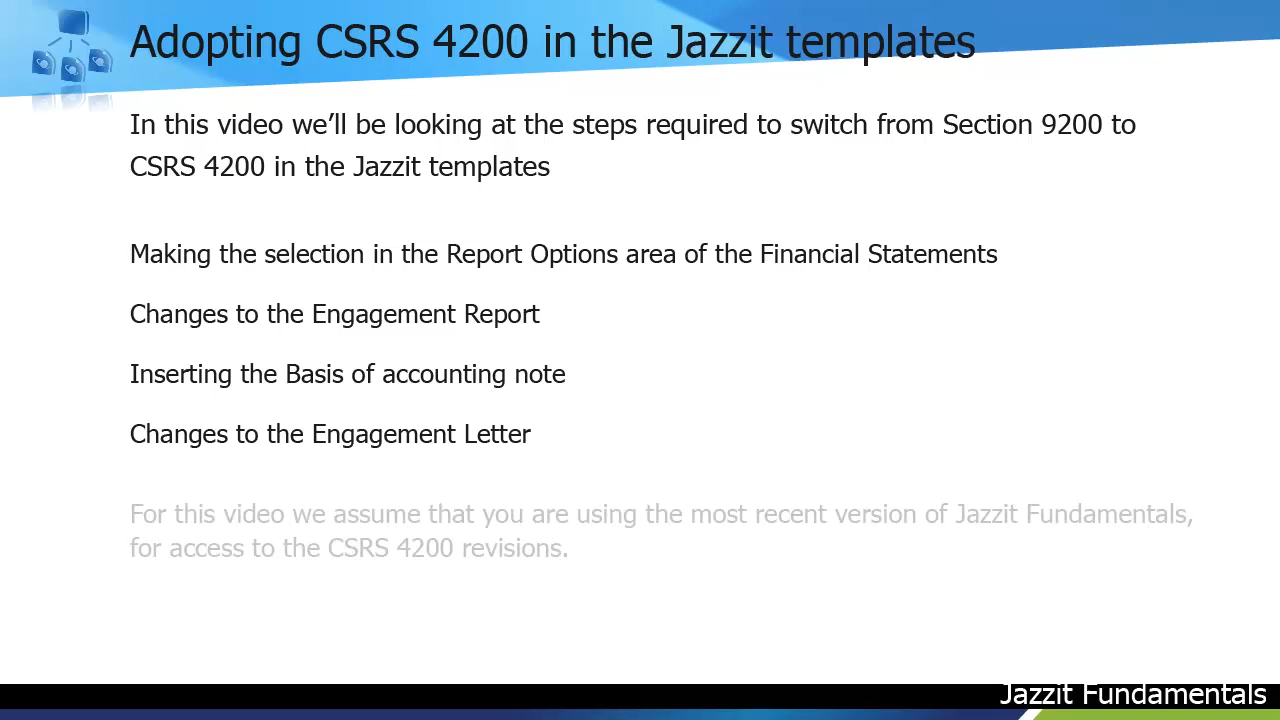 Adopting CSRS 4200 in the Jazzit templates
In this video we’ll be looking at the steps required to switch from Section 9200 to
CSRS 4200 in the Jazzit templates
Making the selection in the Report Options area of the Financial Statements
Changes to the Engagement Report
Inserting the Basis of accounting note
Changes to the Engagement Letter
For this video we assume that you are using the most recent version of Jazzit Fundamentals,
for access to the CSRS 4200 revisions.
Jazzit Fundamentals